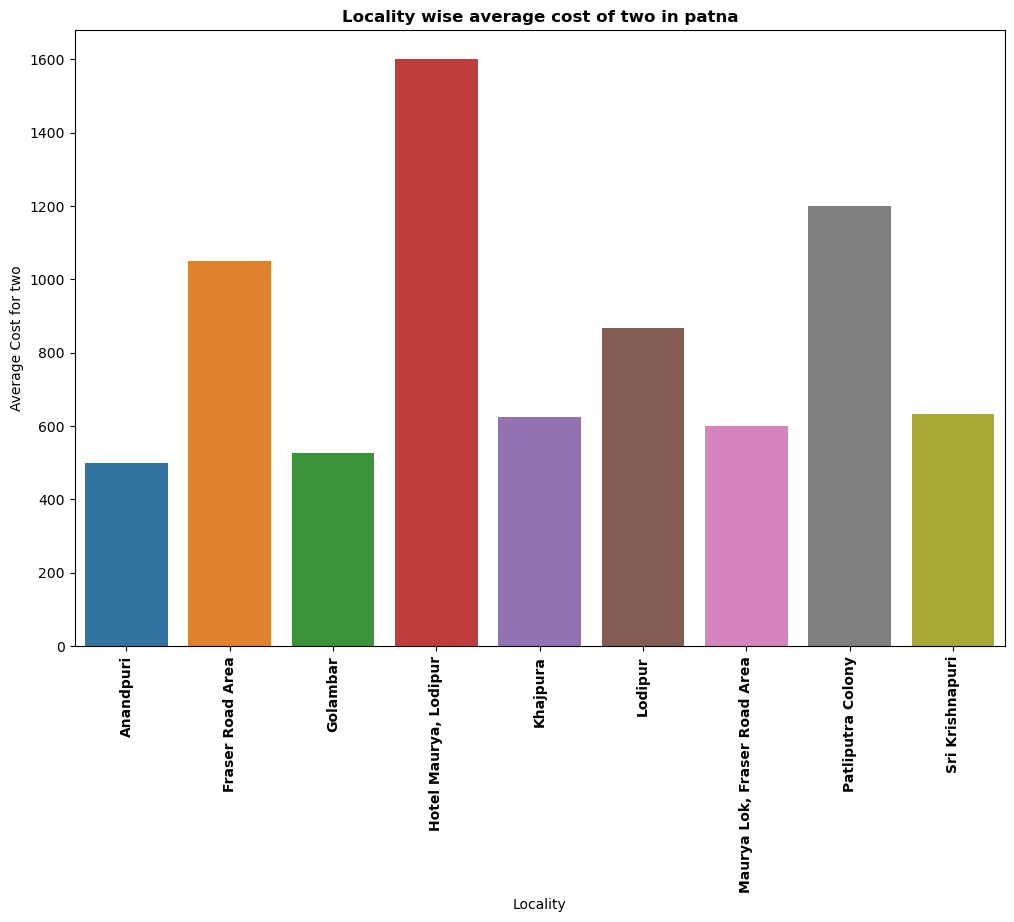 Locality wise average cost of two in patna
Average Cost for two
1600
1400
1200
1000
800
600
400
200
0
Anandpuri
Fraser Road Area
Golambar
Hotel Maurya, Lodipur
Khajpura
Lodipur
Maurya Lok, Fraser Road Area
Patliputra Colony
Sri Krishnapuri
Locality